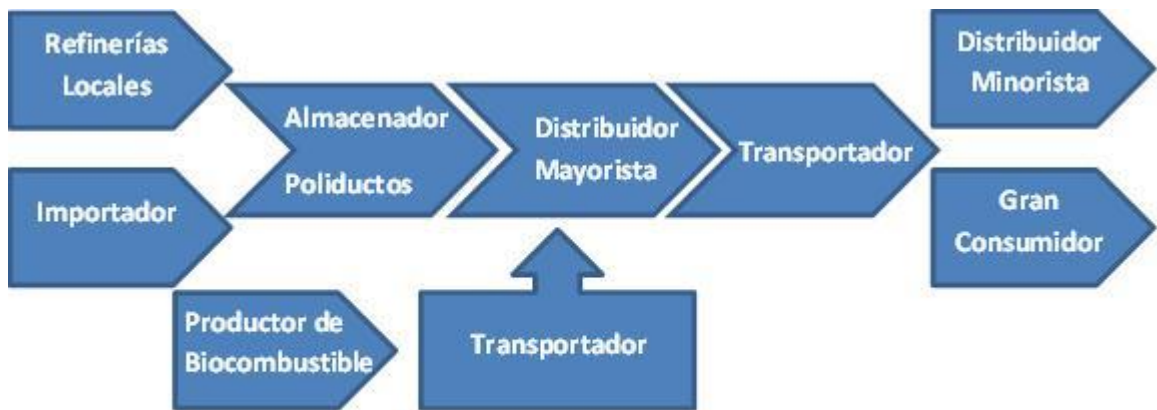 Refinerías
Locales
Importador
Almacenador
Poliductos
Distribuidor
Mayorista
Transportador
Distribuidor
Minorista
Gran
Consumidor
Productor de
Biocombustible
Transportador